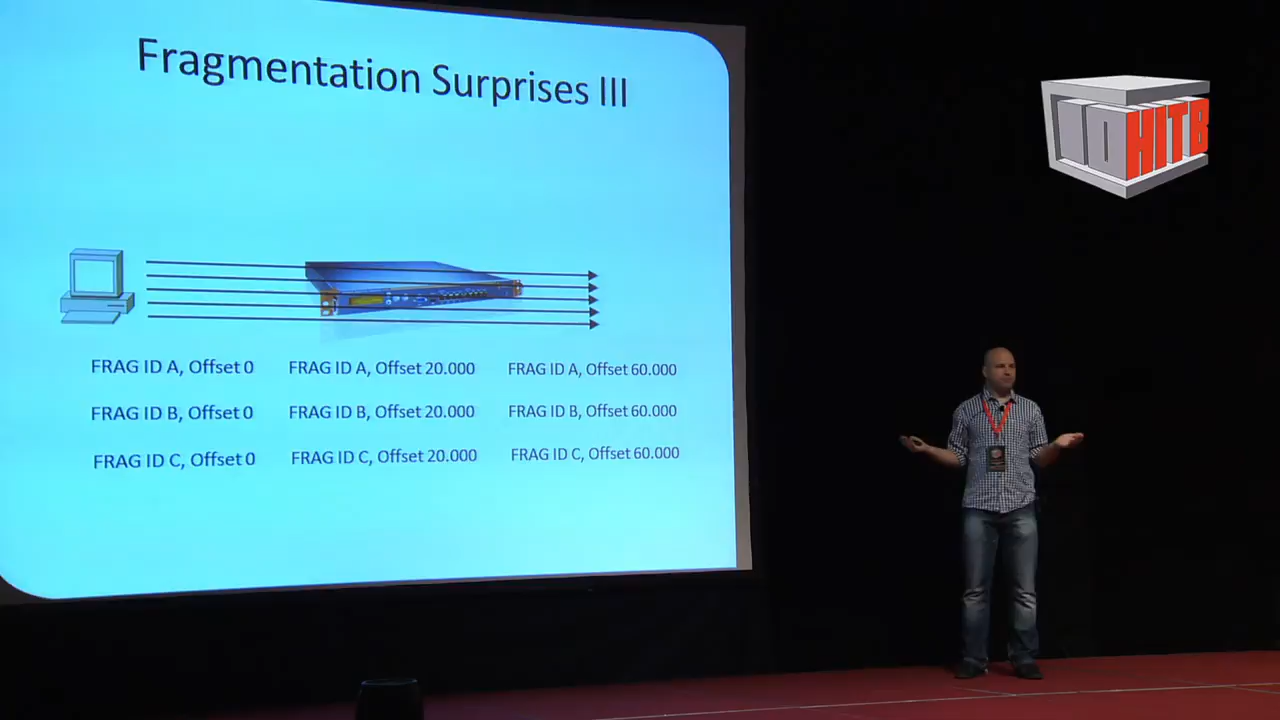 Fragmentation Surprises III
FRAG ID A, Offset 0 FRAG ID A, Offset 20.000 FRAG ID A, Offset 60.000
FRAG ID B, Offset 0 FRAG ID B, Offset 20.000 FRAG ID B, Offset 60.000
FRAG ID C, Offset 0 FRAG ID C, Offset 20.000 FRAG ID C, Offset 60.000
HITB